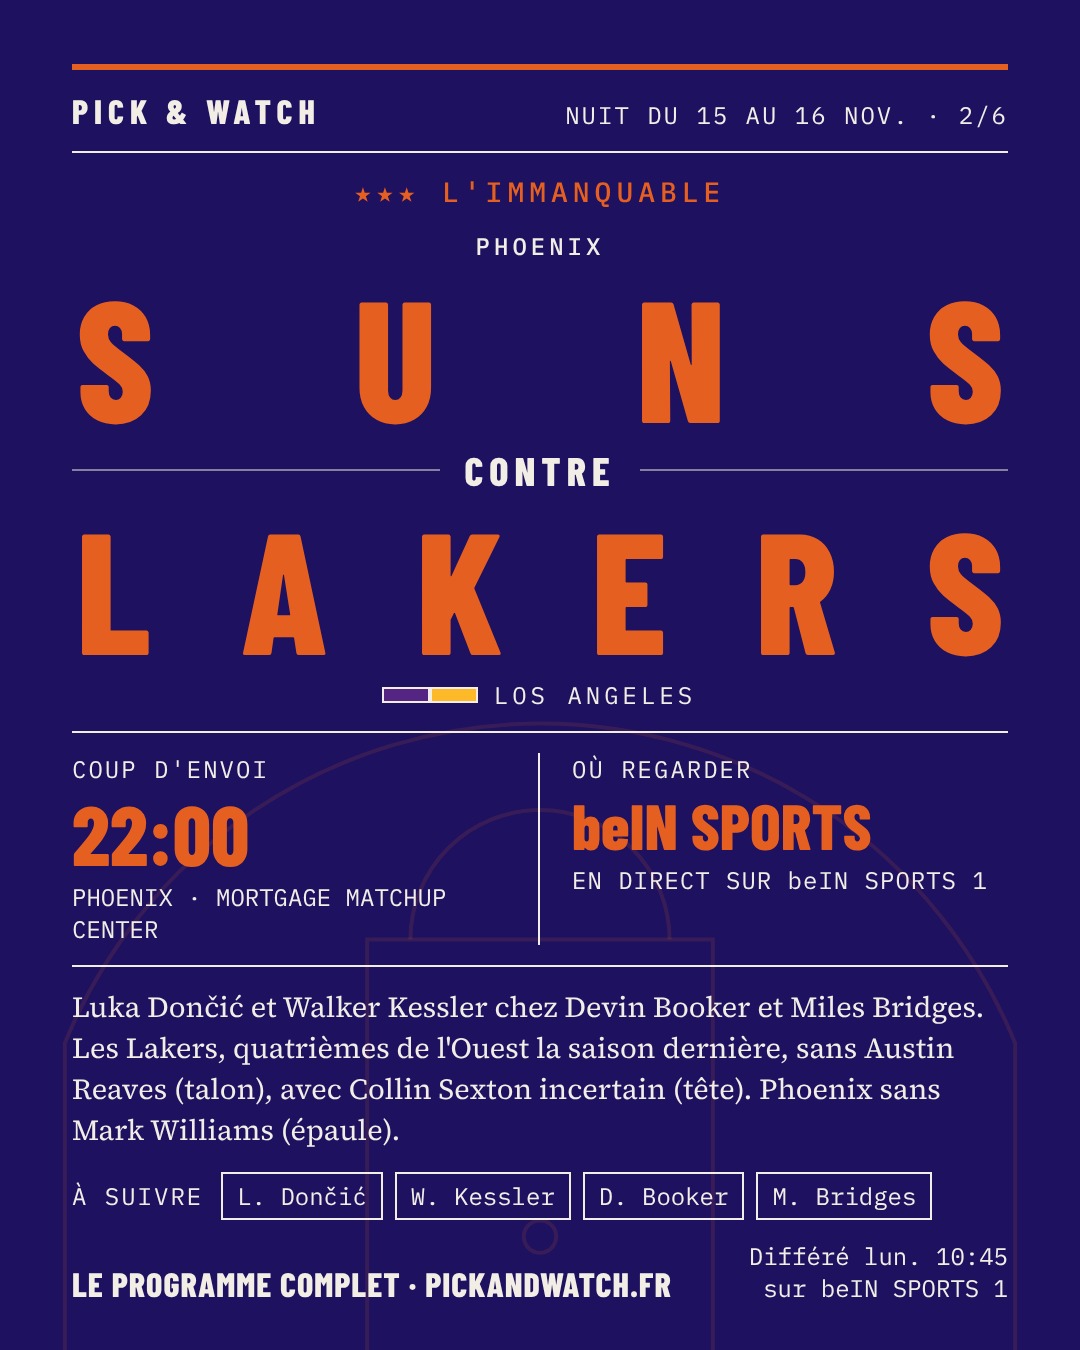 PICK & WATCH
NUIT DU 15 AU 16 NOV. · 2/6
★★★ L'IMMANQUABLE
PHOENIX
SUNS
CONTRE
LAKERS
LOS ANGELES
COUP D'ENVOI
22:00
PHOENIX · MORTGAGE MATCHUP
CENTER
OÙ REGARDER
beIN SPORTS
EN DIRECT SUR beIN SPORTS 1
Luka Dončić et Walker Kessler chez Devin Booker et Miles Bridges.
Les Lakers, quatrièmes de l'Ouest la saison dernière, sans Austin
Reaves (talon), avec Collin Sexton incertain (tête). Phoenix sans
Mark Williams (épaule).
À SUIVRE L. Dončić W. Kessler D. Booker M. Bridges
LE PROGRAMME COMPLET · PICKANDWATCH.FR
Différé lun. 10:45
sur beIN SPORTS 1